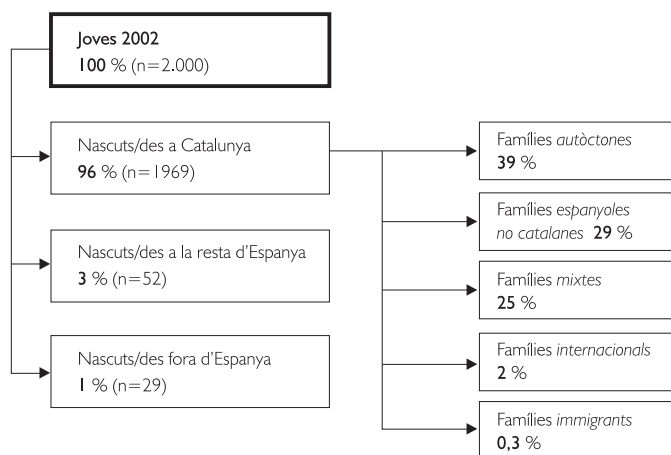 Joves 2002
100 % (n=2.000)
Nascuts/des a Catalunya
96 % (n=1969)
Nascuts/des a la resta d'Espanya
3 % (n=52)
Nascuts/des fora d'Espanya
1 % (n=29)
Famílies autòctones
39 %
Famílies espanyoles
no catalanes 29 %
Famílies mixtes
25 %
Famílies internacionals
2 %
Famílies immigrants
0,3 %